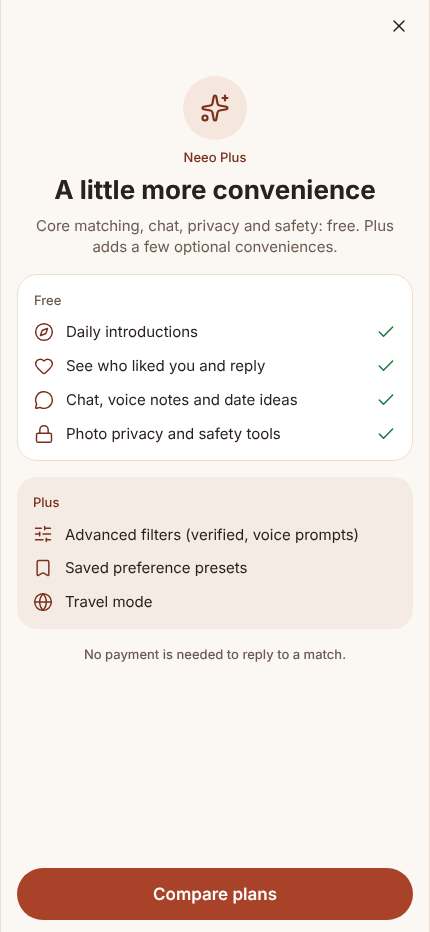 Neeo Plus
A little more convenience
Core matching, chat, privacy and safety: free. Plus
adds a few optional conveniences.
Free
Daily introductions
See who liked you and reply
Chat, voice notes and date ideas
Photo privacy and safety tools
Plus
Advanced filters (verified, voice prompts)
Saved preference presets
Travel mode
No payment is needed to reply to a match.
Compare plans